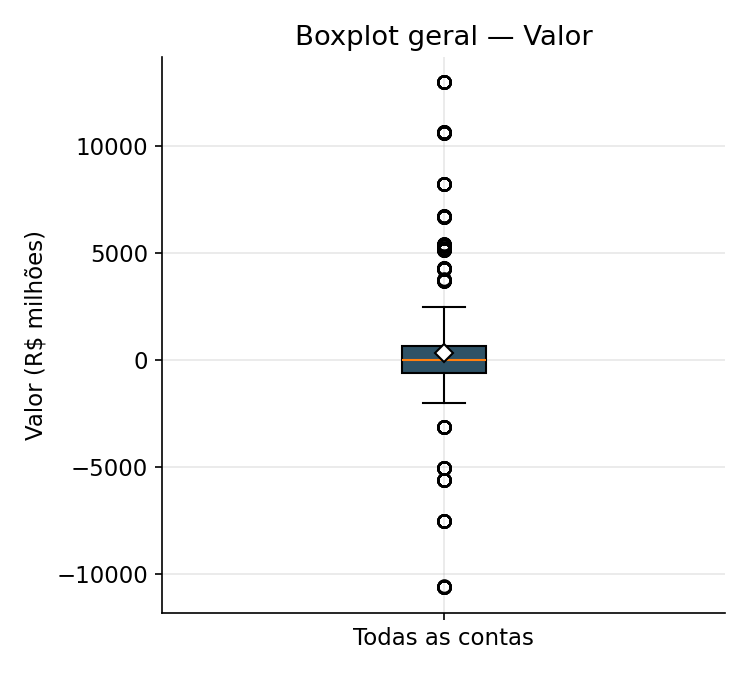 Boxplot geral — Valor
Valor (R$ milhões)
10000
5000
0
−5000
−10000
Todas as contas